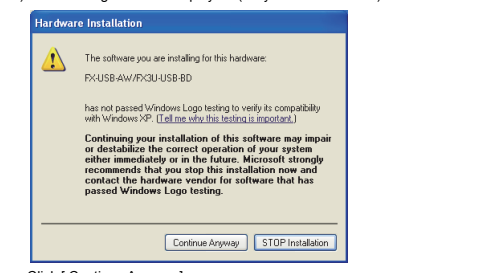 Hardware Installation
The software you are installing for this hardware:
FX-USB-AW/FX3U-USB-BD
has not passed Windows Logo testing to verify its compatibility
with Windows XP. (Tell me why this testing is important.)
Continuing your installation of this software may impair
or destabilize the correct operation of your system
either immediately or in the future. Microsoft strongly
recommends that you stop this installation now and
contact the hardware vendor for software that has
passed Windows Logo testing.
Continue Anyway STOP Installation